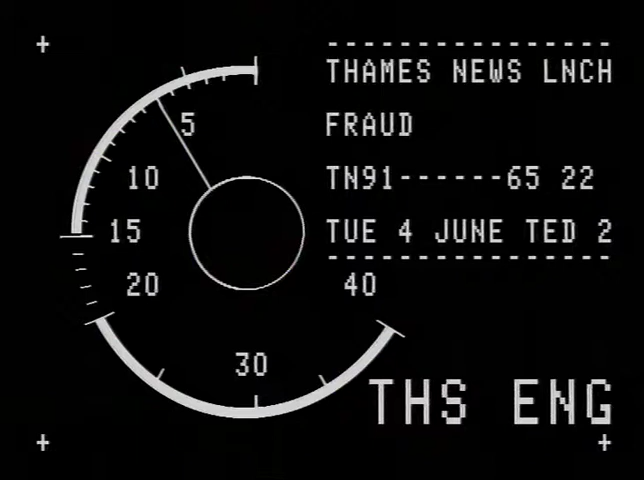 THAMES NEWS LNCH
FRAUD
TN91------65 22
TUE 4 JUNE TED 2
5
10
15
20
30
40
THS ENG